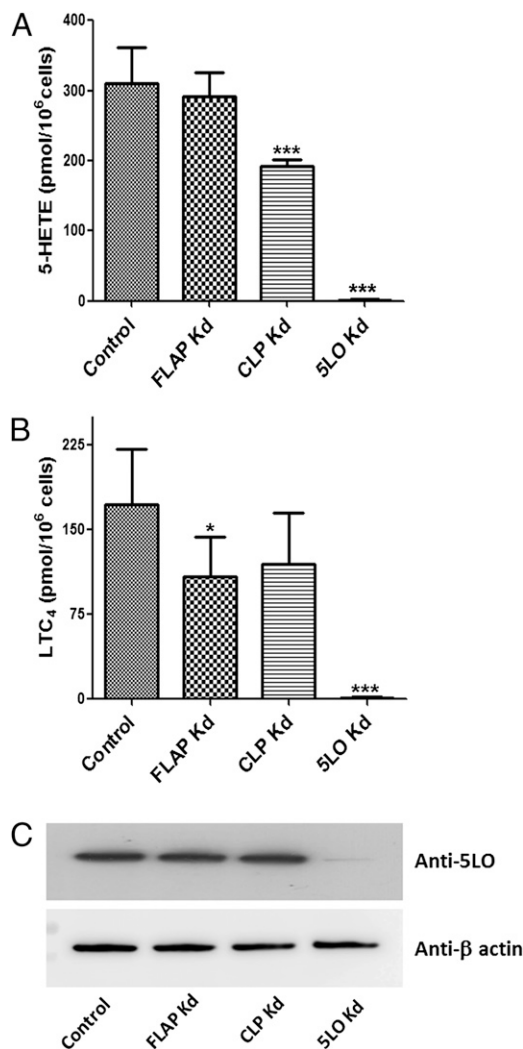 A
5-HETE (pmol/10⁶cells)
400
300
200
100
0
***
***
Control
FLAP Kd
CLP Kd
5LO Kd
B
LTC₄ (pmol/10⁶ cells)
225
150
75
0
*
***
Control
FLAP Kd
CLP Kd
5LO Kd
C
Anti-5LO
Anti-β actin
Control
FLAP Kd
CLP Kd
5LO Kd